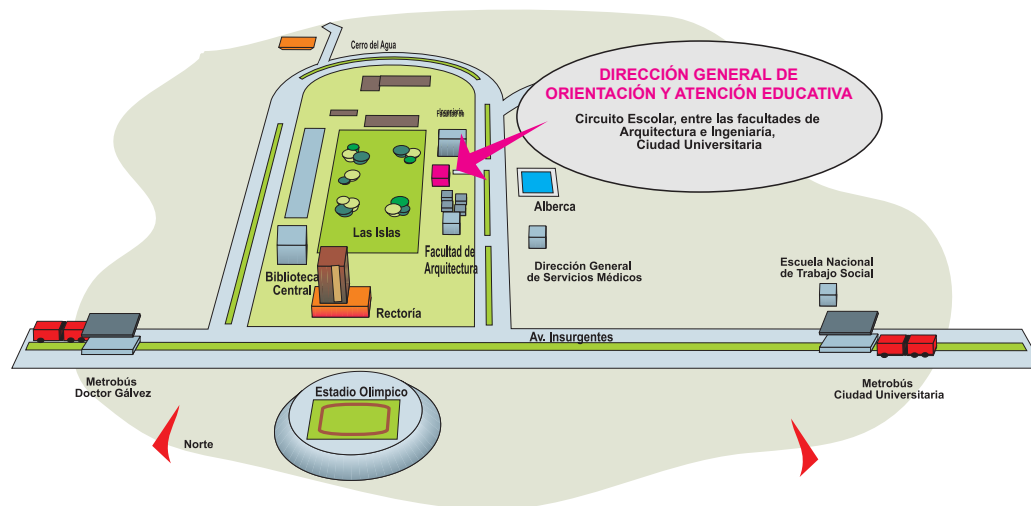 Cerro del Agua
DIRECCIÓN GENERAL DE
ORIENTACIÓN Y ATENCIÓN EDUCATIVA
Circuito Escolar, entre las facultades de
Arquitectura e Ingeniaría,
Ciudad Universitaria
Alberca
Las Islas
Facultad de
Arquitectura
Biblioteca
Central
Rectoría
Dirección General
de Servicios Médicos
Escuela Nacional
de Trabajo Social
Av. Insurgentes
Metrobús
Doctor Gálvez
Estadio Olimpico
Metrobús
Ciudad Universitaria
Norte